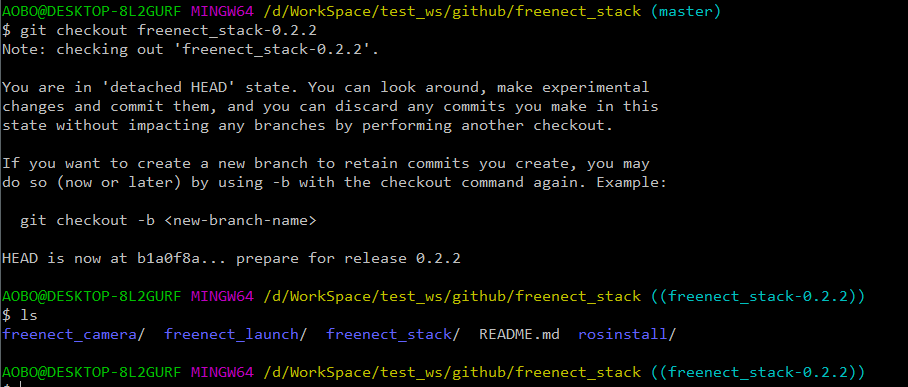 AOBO@DESKTOP-8L2GURF MINGW64 /d/WorkSpace/test_ws/github/freenect_stack (master)
$ git checkout freenect_stack-0.2.2
Note: checking out 'freenect_stack-0.2.2'.
You are in 'detached HEAD' state. You can look around, make experimental
changes and commit them, and you can discard any commits you make in this
state without impacting any branches by performing another checkout.
If you want to create a new branch to retain commits you create, you may
do so (now or later) by using -b with the checkout command again. Example:
git checkout -b <new-branch-name>
HEAD is now at b1a0f8a... prepare for release 0.2.2
AOBO@DESKTOP-8L2GURF MINGW64 /d/WorkSpace/test_ws/github/freenect_stack ((freenect_stack-0.2.2))
$ ls
freenect_camera/ freenect_launch/ freenect_stack/ README.md rosinstall/
AOBO@DESKTOP-8L2GURF MINGW64 /d/WorkSpace/test_ws/github/freenect_stack ((freenect_stack-0.2.2))